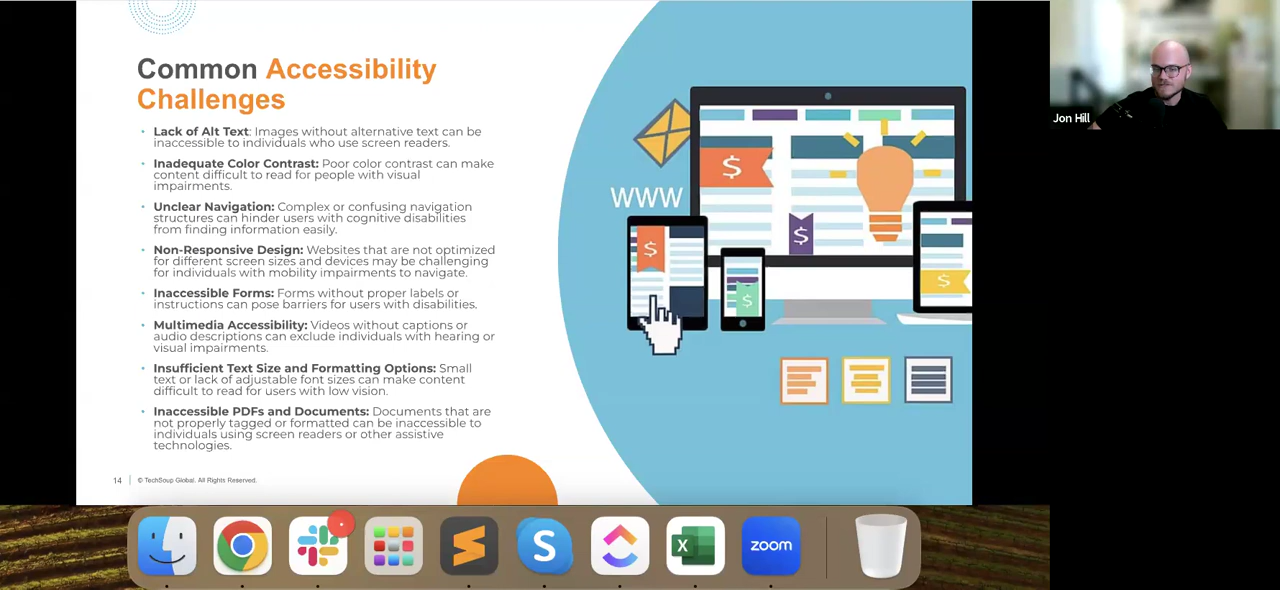 Common Accessibility
Challenges
• Lack of Alt Text: Images without alternative text can be
inaccessible to individuals who use screen readers.
• Inadequate Color Contrast: Poor color contrast can make
content difficult to read for people with visual
impairments.
• Unclear Navigation: Complex or confusing navigation
structures can hinder users with cognitive disabilities
from finding information easily.
• Non-Responsive Design: Websites that are not optimized
for different screen sizes and devices may be challenging
for individuals with mobility impairments to navigate.
• Inaccessible Forms: Forms without proper labels or
instructions can pose barriers for users with disabilities.
• Multimedia Accessibility: Videos without captions or
audio descriptions can exclude individuals with hearing or
visual impairments.
• Insufficient Text Size and Formatting Options: Small
text or lack of adjustable font sizes can make content
difficult to read for users with low vision.
• Inaccessible PDFs and Documents: Documents that are
not properly tagged or formatted can be inaccessible to
individuals using screen readers or other assistive
technologies.
14 | © TechSoup Global. All Rights Reserved.
WWW
$
$
$
$
$
Jon Hill
S
X
zoom